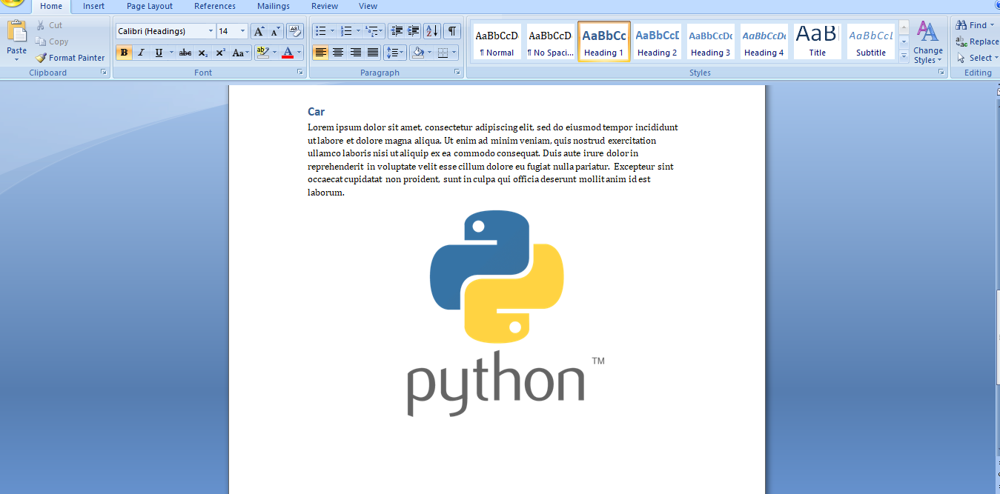 Home Insert Page Layout References Mailings Review View
Paste
Cut
Copy
Format Painter
Clipboard
Calibri (Headings) 14
B I U abe x₂ x² Aa ab A
Font
Paragraph
AaBbCcD AaBbCcD AaBbCc AaBbCcD AaBbCcDc AaBbCcDc AaB AaBbCcL
¶ Normal ¶ No Spaci... Heading 1 Heading 2 Heading 3 Heading 4 Title Subtitle
Change
Styles
Styles
Find
Replace
Select
Editing
Car
Lorem ipsum dolor sit amet, consectetur adipiscing elit, sed do eiusmod tempor incididunt
ut labore et dolore magna aliqua. Ut enim ad minim veniam, quis nostrud exercitation
ullamco laboris nisi ut aliquip ex ea commodo consequat. Duis aute irure dolor in
reprehenderit in voluptate velit esse cillum dolore eu fugiat nulla pariatur. Excepteur sint
occaecat cupidatat non proident, sunt in culpa qui officia deserunt mollit anim id est
laborum.
python TM